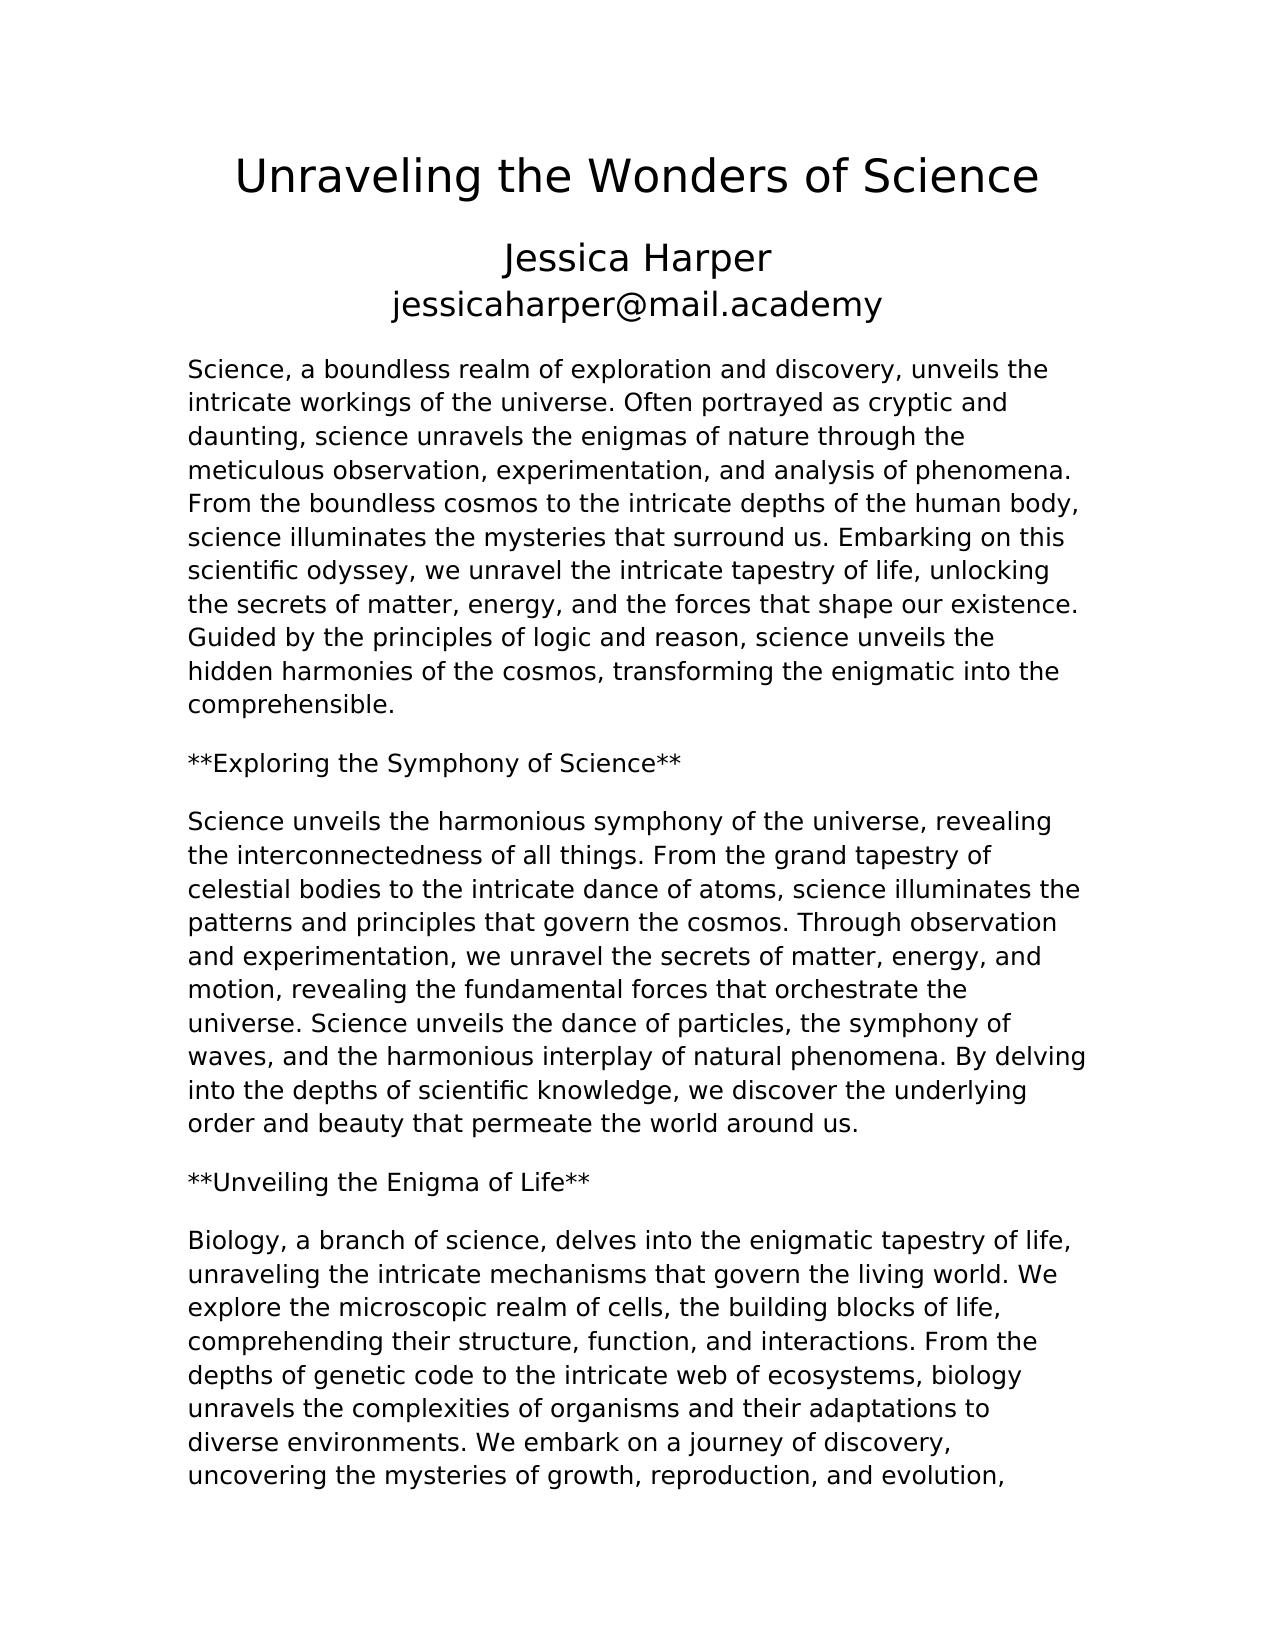 Unraveling the Wonders of Science
Jessica Harper
jessicaharper@mail.academy
Science, a boundless realm of exploration and discovery, unveils the
intricate workings of the universe. Often portrayed as cryptic and
daunting, science unravels the enigmas of nature through the
meticulous observation, experimentation, and analysis of phenomena.
From the boundless cosmos to the intricate depths of the human body,
science illuminates the mysteries that surround us. Embarking on this
scientific odyssey, we unravel the intricate tapestry of life, unlocking
the secrets of matter, energy, and the forces that shape our existence.
Guided by the principles of logic and reason, science unveils the
hidden harmonies of the cosmos, transforming the enigmatic into the
comprehensible.
**Exploring the Symphony of Science**
Science unveils the harmonious symphony of the universe, revealing
the interconnectedness of all things. From the grand tapestry of
celestial bodies to the intricate dance of atoms, science illuminates the
patterns and principles that govern the cosmos. Through observation
and experimentation, we unravel the secrets of matter, energy, and
motion, revealing the fundamental forces that orchestrate the
universe. Science unveils the dance of particles, the symphony of
waves, and the harmonious interplay of natural phenomena. By delving
into the depths of scientific knowledge, we discover the underlying
order and beauty that permeate the world around us.
**Unveiling the Enigma of Life**
Biology, a branch of science, delves into the enigmatic tapestry of life,
unraveling the intricate mechanisms that govern the living world. We
explore the microscopic realm of cells, the building blocks of life,
comprehending their structure, function, and interactions. From the
depths of genetic code to the intricate web of ecosystems, biology
unravels the complexities of organisms and their adaptations to
diverse environments. We embark on a journey of discovery,
uncovering the mysteries of growth, reproduction, and evolution,